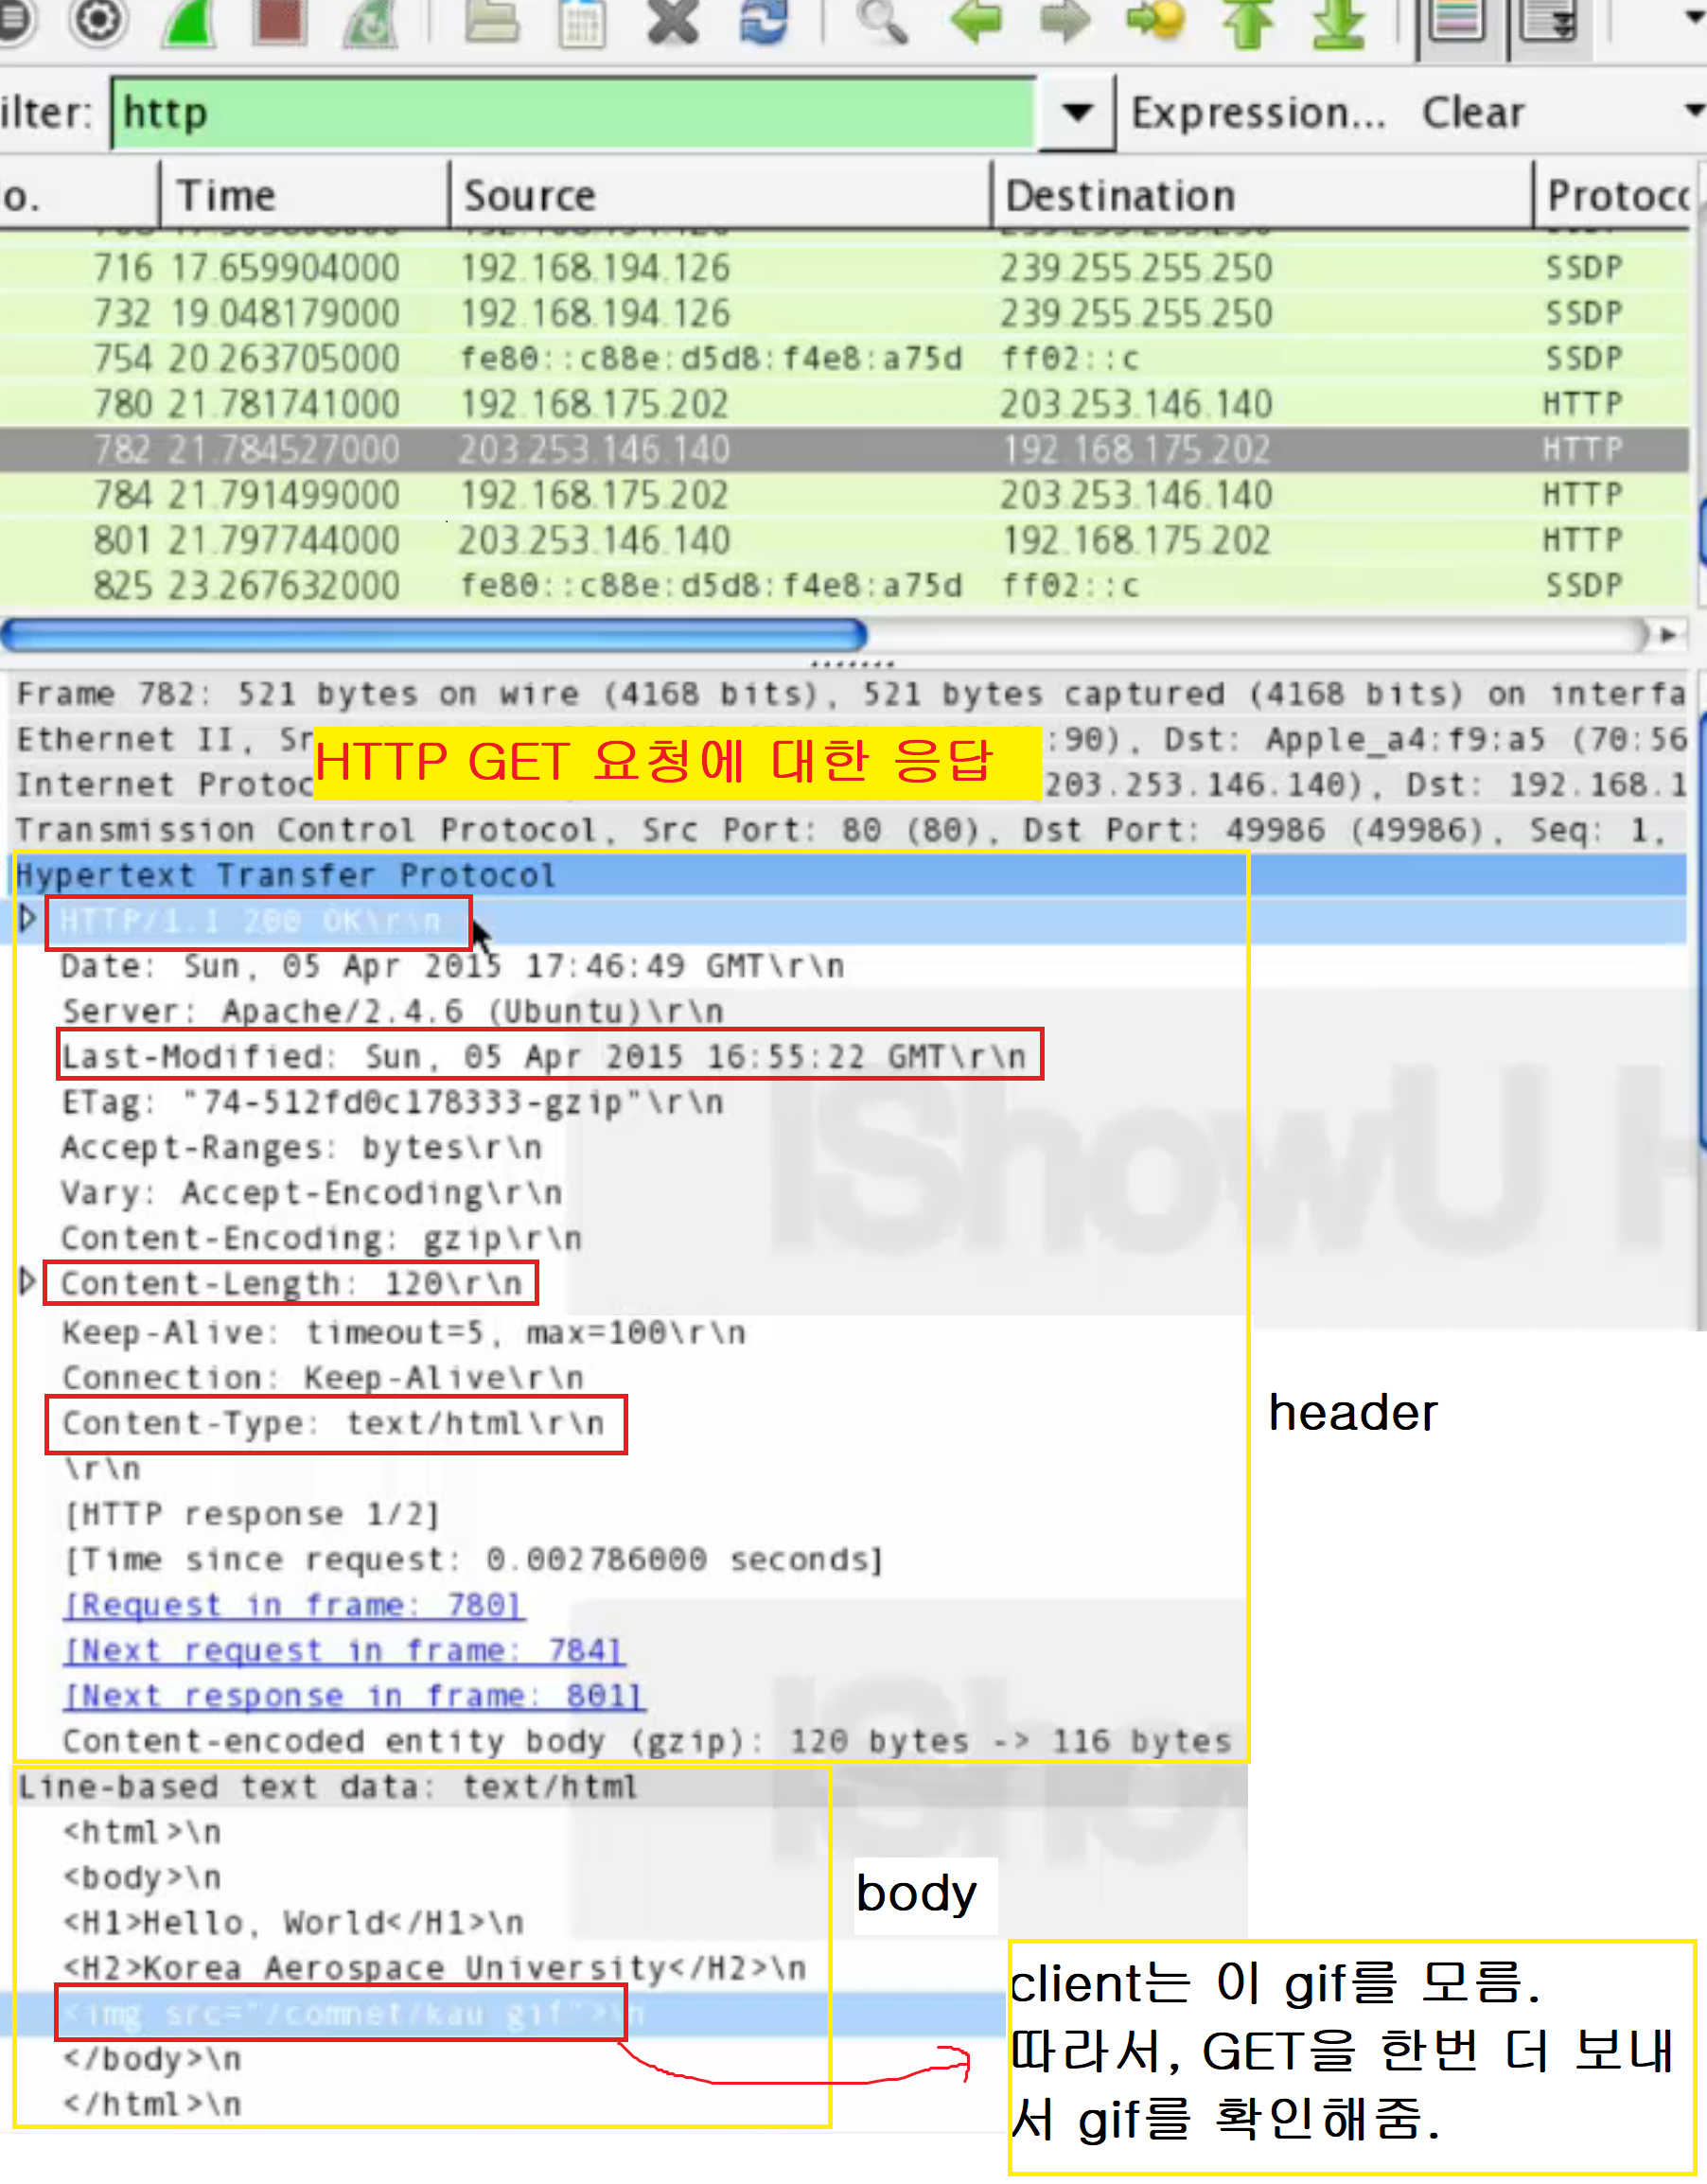 ilter: http Expression... Clear
o. Time Source Destination Protoco
716 17.659904000 192.168.194.126 239.255.255.250 SSDP
732 19.048179000 192.168.194.126 239.255.255.250 SSDP
754 20.263705000 fe80::c88e:d5d8:f4e8:a75d ff02::c SSDP
780 21.781741000 192.168.175.202 203.253.146.140 HTTP
782 21.784527000 203.253.146.140 192.168.175.202 HTTP
784 21.791499000 192.168.175.202 203.253.146.140 HTTP
801 21.797744000 203.253.146.140 192.168.175.202 HTTP
825 23.267632000 fe80::c88e:d5d8:f4e8:a75d ff02::c SSDP
Frame 782: 521 bytes on wire (4168 bits), 521 bytes captured (4168 bits) on interfa
Ethernet II, Sr :90), Dst: Apple_a4:f9:a5 (70:56
HTTP GET 요청에 대한 응답
Internet Protoc 203.253.146.140), Dst: 192.168.1
Transmission Control Protocol, Src Port: 80 (80), Dst Port: 49986 (49986), Seq: 1,
Hypertext Transfer Protocol
HTTP/1.1 200 OK\r\n
Date: Sun, 05 Apr 2015 17:46:49 GMT\r\n
Server: Apache/2.4.6 (Ubuntu)\r\n
Last-Modified: Sun, 05 Apr 2015 16:55:22 GMT\r\n
ETag: "74-512fd0c178333-gzip"\r\n
Accept-Ranges: bytes\r\n
Vary: Accept-Encoding\r\n
IShowU H
Content-Encoding: gzip\r\n
Content-Length: 120\r\n
Keep-Alive: timeout=5, max=100\r\n
Connection: Keep-Alive\r\n
header
Content-Type: text/html\r\n
\r\n
[HTTP response 1/2]
[Time since request: 0.002786000 seconds]
[Request in frame: 780]
[Next request in frame: 784]
[Next response in frame: 801]
Content-encoded entity body (gzip): 120 bytes -> 116 bytes
Line-based text data: text/html
IShow
<html>\n
<body>\n
body
<H1>Hello, World</H1>\n
<H2>Korea Aerospace University</H2>\n
<img src="/comnet/kau.gif">\n
</body>\n
</html>\n
client는 이 gif를 모름.
따라서, GET을 한번 더 보내
서 gif를 확인해줌.